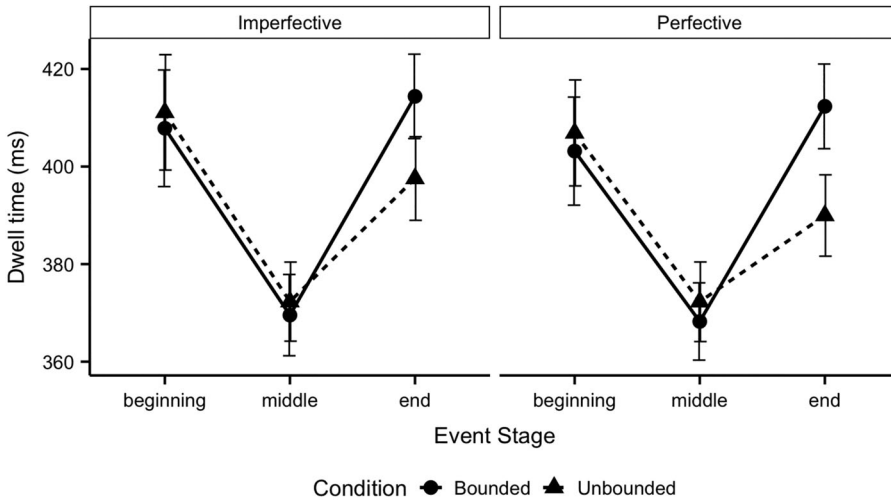 Imperfective
Perfective
Dwell time (ms)
420
400
380
360
beginning middle end
beginning middle end
Event Stage
Condition Bounded Unbounded